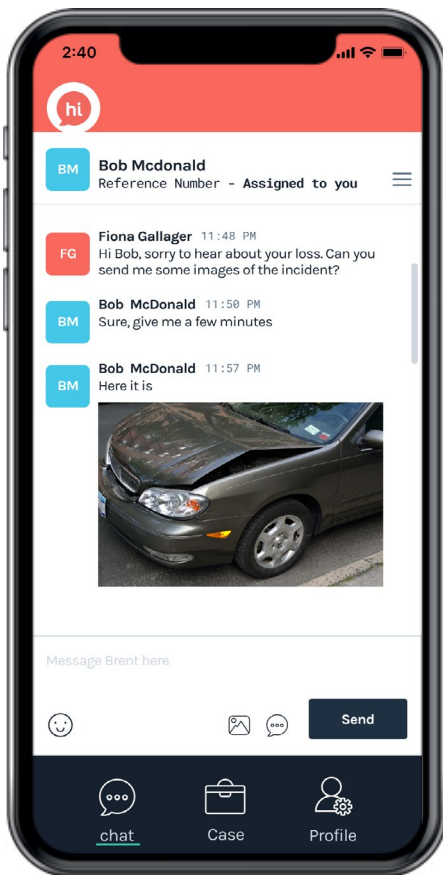 2:40
hi
BM
Bob Mcdonald
Reference Number - Assigned to you
FG
Fiona Gallager 11:48 PM
Hi Bob, sorry to hear about your loss. Can you
send me some images of the incident?
BM
Bob McDonald 11:50 PM
Sure, give me a few minutes
BM
Bob McDonald 11:57 PM
Here it is
Message Brent here
Send
chat
Case
Profile